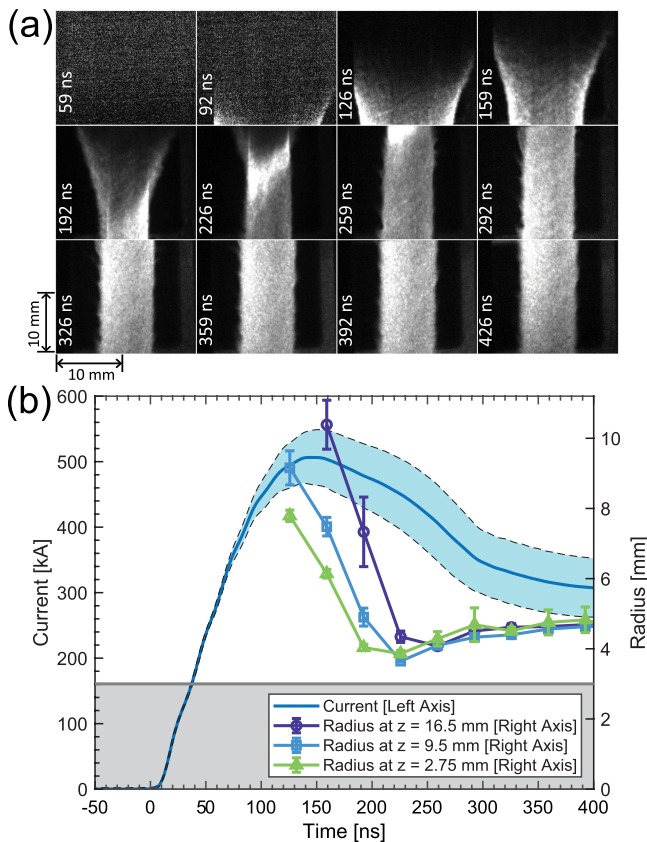 (a)
59 ns
92 ns
126 ns
159 ns
192 ns
226 ns
259 ns
292 ns
326 ns
359 ns
392 ns
426 ns
10 mm
10 mm
(b)
600
500
400
300
200
100
0
Current [kA]
10
8
6
4
2
0
Radius [mm]
Current [Left Axis]
Radius at z = 16.5 mm [Right Axis]
Radius at z = 9.5 mm [Right Axis]
Radius at z = 2.75 mm [Right Axis]
-50 0 50 100 150 200 250 300 350 400
Time [ns]